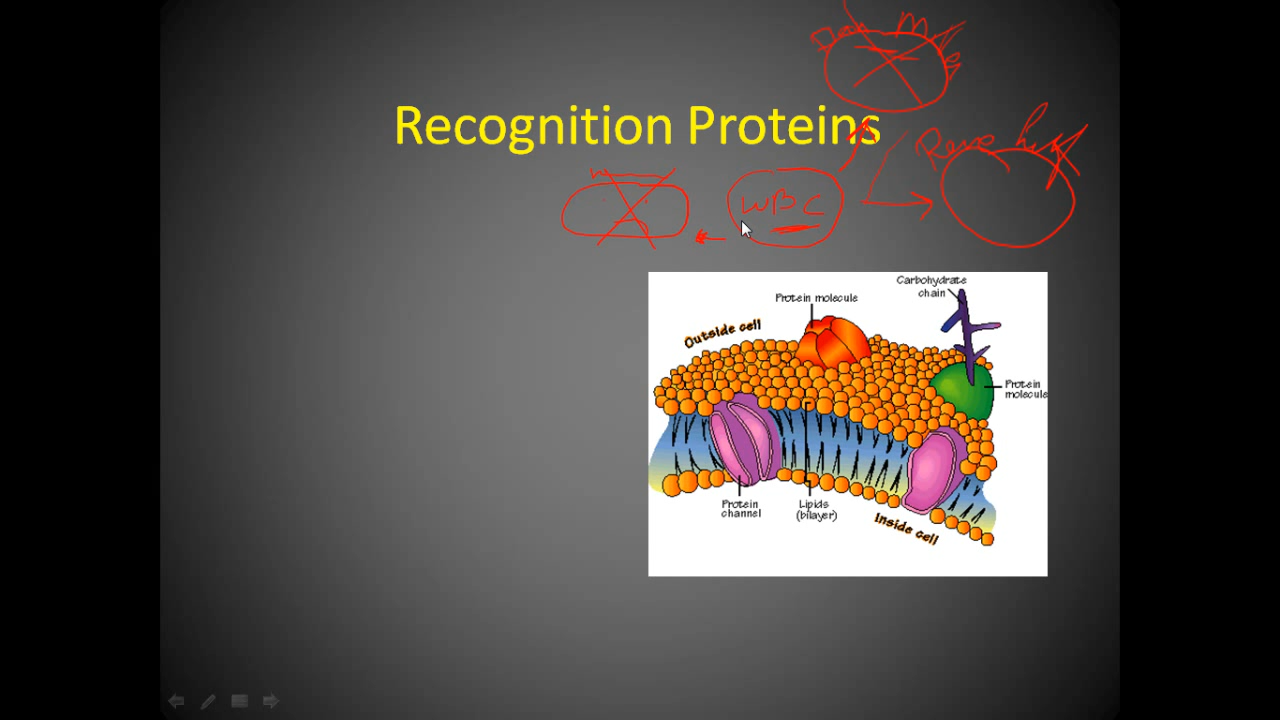 Recognition Proteins
WBC
Carbohydrate
chain
Protein molecule
Outside cell
Protein
molecule
Protein
channel
Lipids
(bilayer)
Inside cell